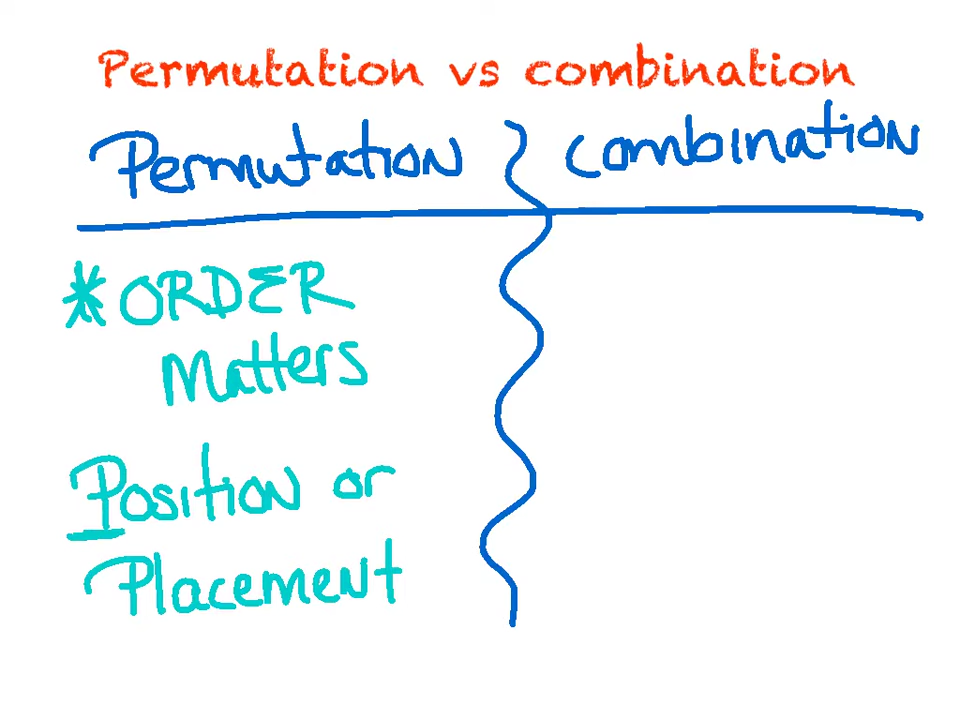 Permutation vs combination
Permutation
combination
* ORDER
Matters
Position or
Placement